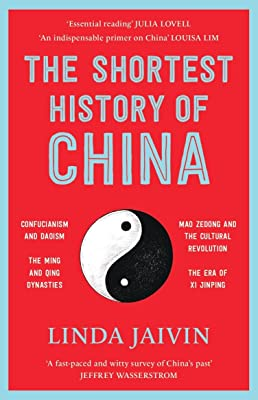 'Essential reading' JULIA LOVELL
'An indispensable primer on China' LOUISA LIM
THE SHORTEST
HISTORY OF
CHINA
CONFUCIANISM
AND DAOISM
THE MING
AND QING
DYNASTIES
MAO ZEDONG AND
THE CULTURAL
REVOLUTION
THE ERA OF
XI JINPING
LINDA JAIVIN
'A fast-paced and witty survey of China's past'
JEFFREY WASSERSTROM